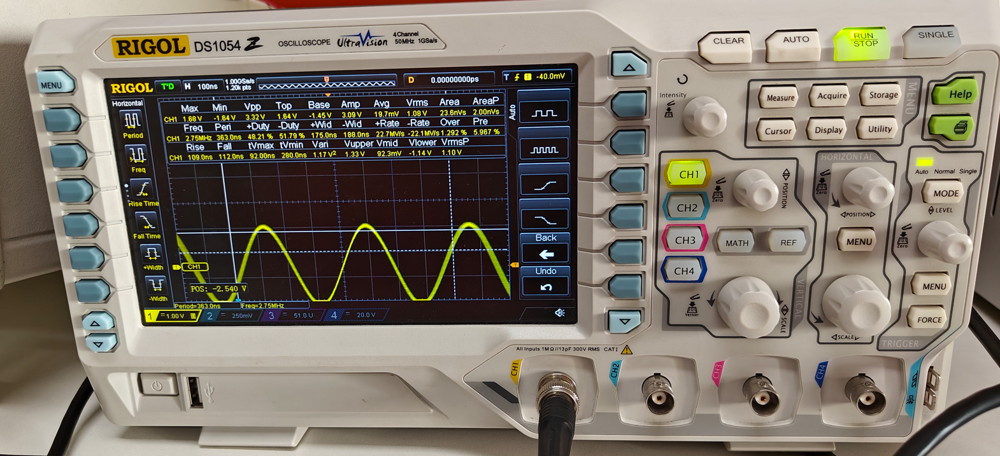 RIGOL DS1054 Z OSCILLOSCOPE UltraVision 4 Channel 50MHz 1GSa/s
CLEAR AUTO RUN STOP SINGLE
MENU
RIGOL T'D H 100ns 1.00GSa/s 1.20k pts D 0.00000000ps T 1 -40.0mV
Horizontal
Period
Freq
Rise Time
Fall Time
+Width
-Width
Max Min Vpp Top Base Amp Avg Vrms Area AreaP
CH1 1.68 V -1.64 V 3.32 V 1.64 V -1.45 V 3.09 V 19.7mV 1.08 V 23.6nVs 2.00nVs
Freq Peri +Duty -Duty +Wid -Wid +Rate -Rate Over Pre
CH1 2.75MHz 363.0ns 48.21 % 51.79 % 175.0ns 188.0ns 22.7MV/s -22.1MV/s 1.292 % 5.967 %
Rise Fall tVmax tVmin Vari Vupper Vmid Vlower VrmsP
CH1 109.0ns 112.0ns 92.00ns 280.0ns 1.17 V² 1.33 V 92.3mV -1.14 V 1.10 V
Auto
Back
Undo
1 CH1
T
POS: -2.540 V
Period=363.0ns Freq=2.75MHz
1 = 1.00 V 2 = 250mV 3 = 51.0 U 4 = 20.0 V
Intensity
Measure Acquire Storage
Cursor Display Utility
MENU
Help
CH1
CH2
CH3
CH4
POSITION
Zero
MATH REF
Vernier
SCALE
VERTICAL
HORIZONTAL
Zero
POSITION
MENU
SCALE
Auto Normal Single
MODE
LEVEL
Zero
MENU
FORCE
TRIGGER
All Inputs 1MΩ//13pF 300V RMS CAT I
CH1
CH2
CH3
CH4